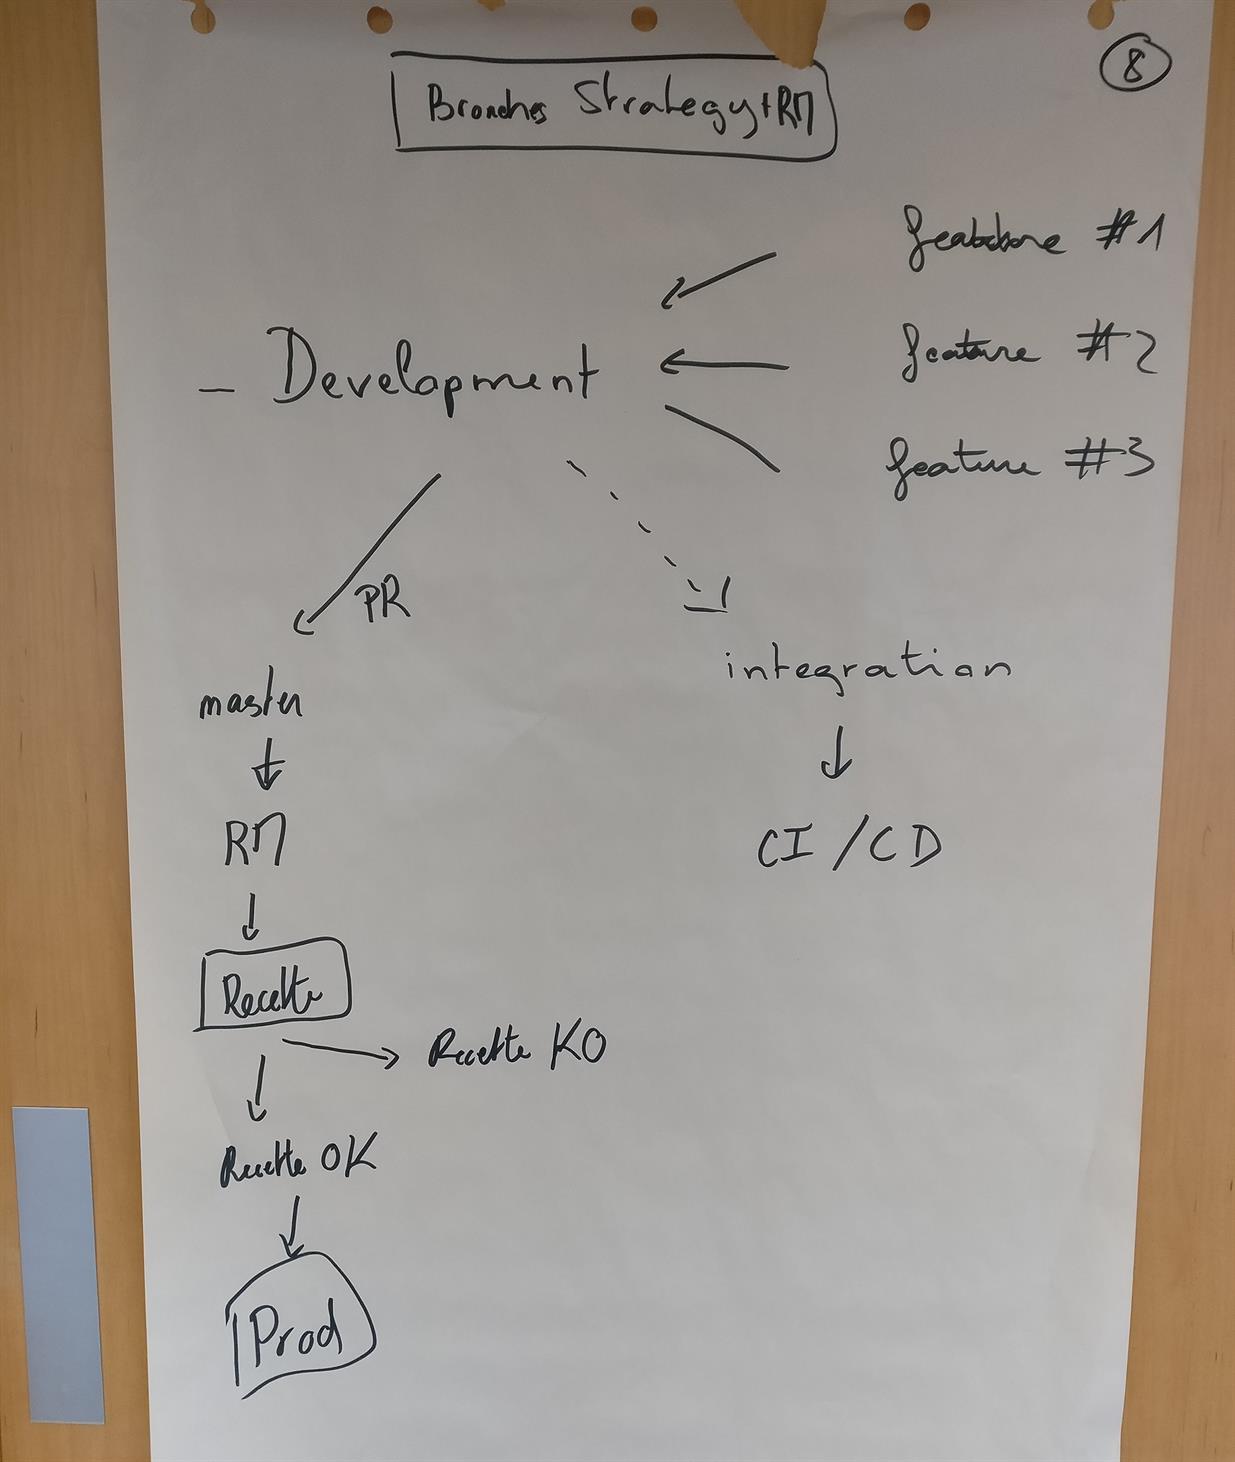 8
Branches Strategy + RM
feature #1
feature #2
- Development
feature #3
PR
integration
master
RM
CI / CD
Recette
Recette KO
Recette OK
Prod